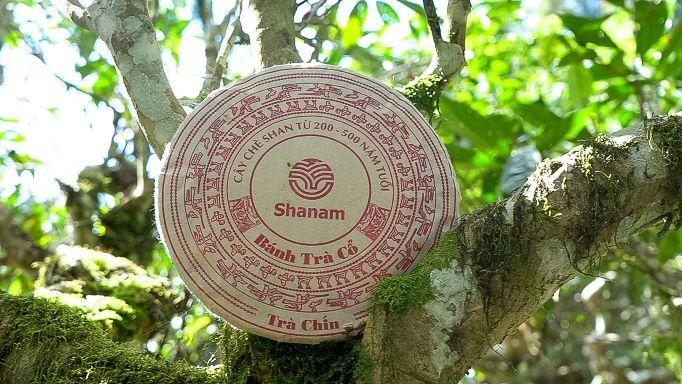 CÂY CHÈ SHAN TỪ 200 - 500 NĂM TUỔI
Shanam
Bánh Trà Cổ
Trà Chín